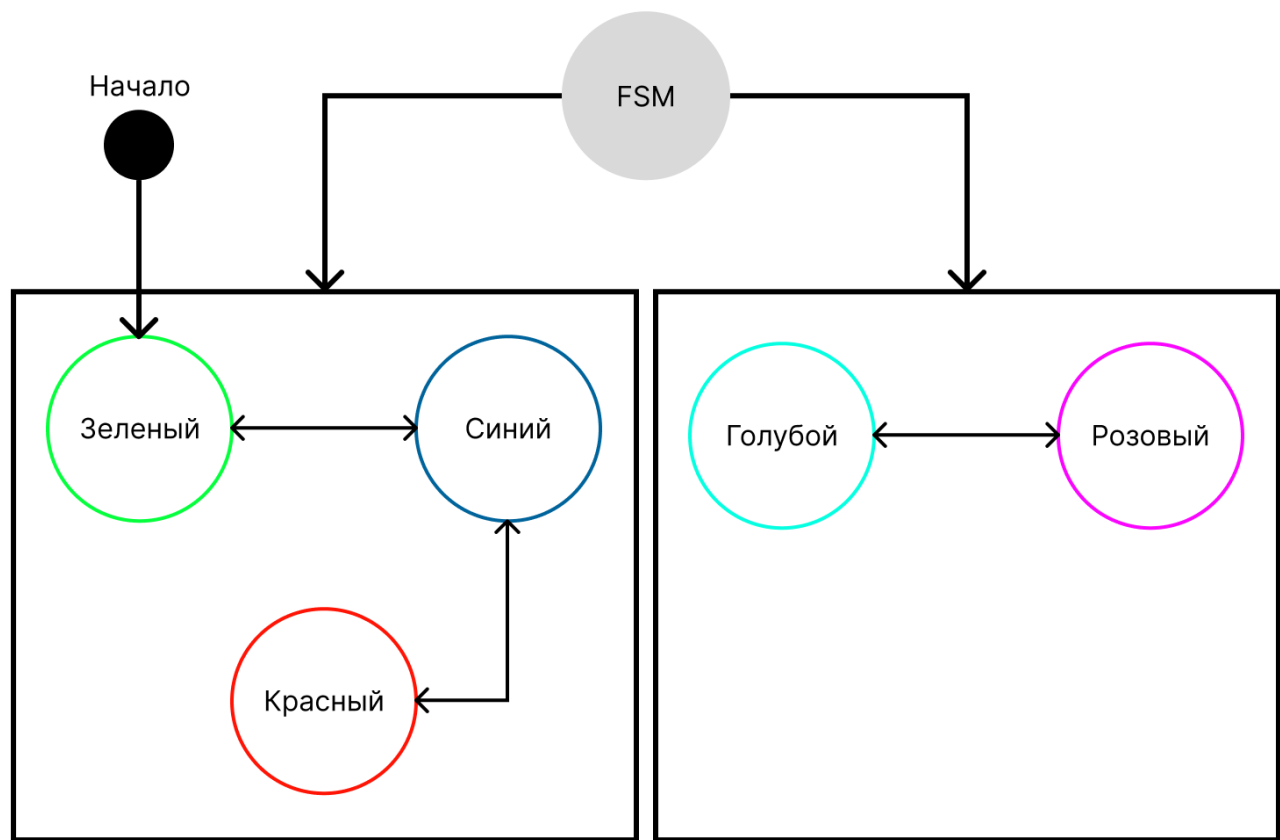 Начало
FSM
Зеленый
Синий
Голубой
Розовый
Красный